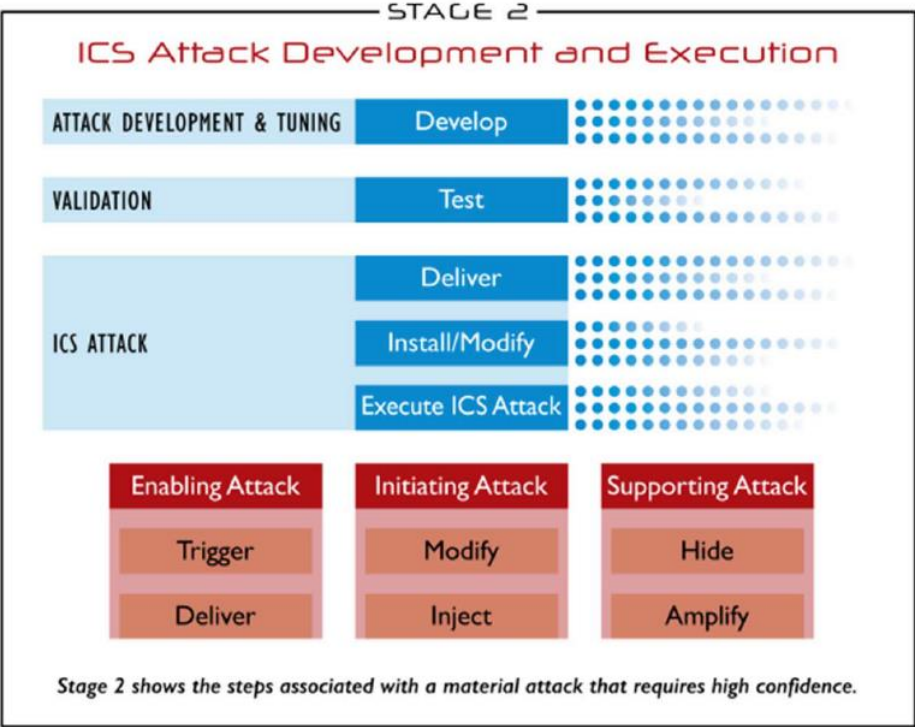 STAGE 2
ICS Attack Development and Execution
ATTACK DEVELOPMENT & TUNING
Develop
VALIDATION
Test
ICS ATTACK
Deliver
Install/Modify
Execute ICS Attack
Enabling Attack
Trigger
Deliver
Initiating Attack
Modify
Inject
Supporting Attack
Hide
Amplify
Stage 2 shows the steps associated with a material attack that requires high confidence.